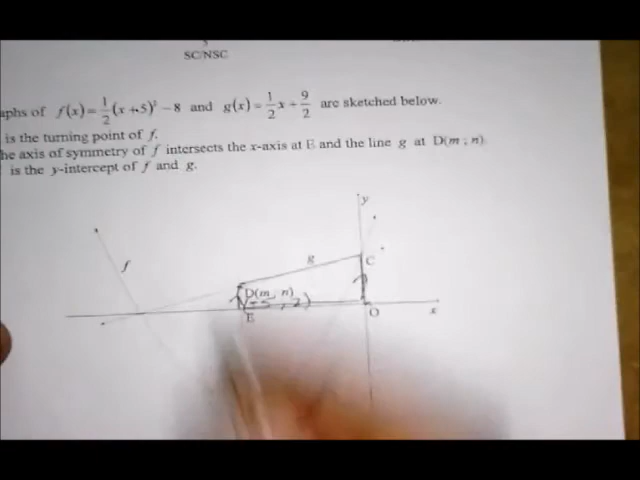 SC/NSC
aphs of f(x)=1/2(x+5)²−8 and g(x)=1/2x+9/2 are sketched below.
is the turning point of f.
he axis of symmetry of f intersects the x-axis at E and the line g at D(m ; n)
is the y-intercept of f and g.
y
g
f
C
D(m, n)
E
O
x